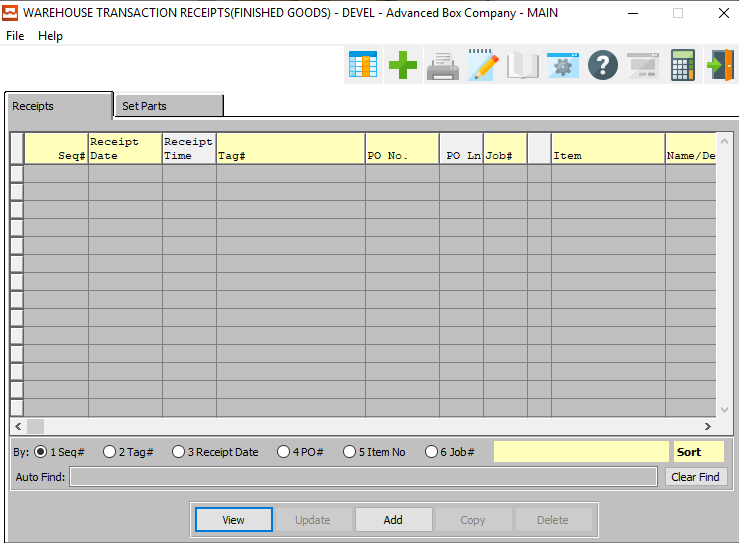 WAREHOUSE TRANSACTION RECEIPTS(FINISHED GOODS) - DEVEL - Advanced Box Company - MAIN
File Help
Receipts Set Parts
Receipt Receipt
Seq# Date Time Tag# PO No. PO Ln Job# Item Name/De
By: 1 Seq# 2 Tag# 3 Receipt Date 4 PO# 5 Item No 6 Job# Sort
Auto Find: Clear Find
View Update Add Copy Delete